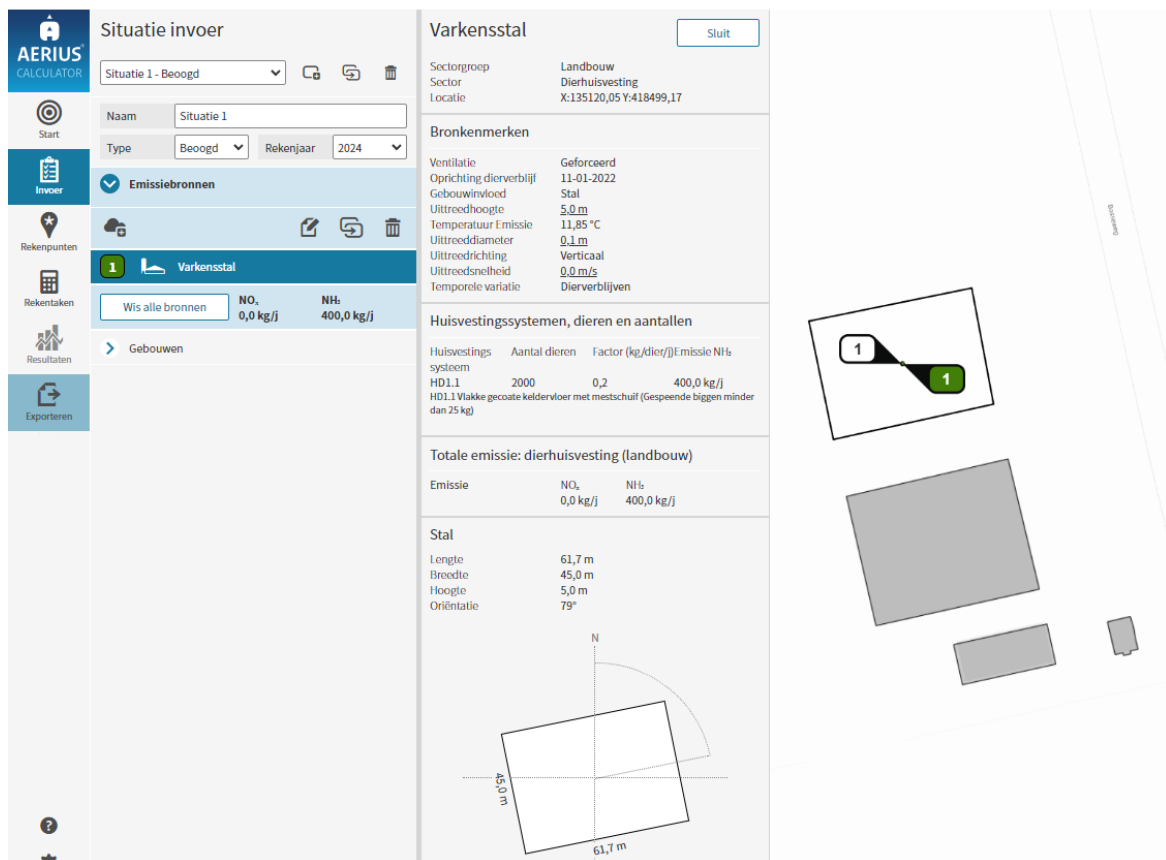 AERIUS
CALCULATOR
Start
Invoer
Rekenpunten
Rekentaken
Resultaten
Exporteren
Situatie invoer
Situatie 1 - Beoogd
Naam Situatie 1
Type Beoogd Rekenjaar 2024
Emissiebronnen
1 Varkensstal
Wis alle bronnen NOₓ NH₃
0,0 kg/j 400,0 kg/j
Gebouwen
Varkensstal Sluit
Sectorgroep Landbouw
Sector Dierhuisvesting
Locatie X:135120,05 Y:418499,17
Bronkenmerken
Ventilatie Geforceerd
Oprichting dierverblijf 11-01-2022
Gebouwinvloed Stal
Uittreedhoogte 5,0 m
Temperatuur Emissie 11,85 °C
Uittreeddiameter 0,1 m
Uittreedrichting Verticaal
Uittreedsnelheid 0,0 m/s
Temporele variatie Dierverblijven
Huisvestingssystemen, dieren en aantallen
Huisvestings Aantal dieren Factor (kg/dier/j) Emissie NH₃
systeem
HD1.1 2000 0,2 400,0 kg/j
HD1.1 Vlakke gecoate keldervloer met mestschuif (Gespeende biggen minder
dan 25 kg)
Totale emissie: dierhuisvesting (landbouw)
Emissie NOₓ NH₃
0,0 kg/j 400,0 kg/j
Stal
Lengte 61,7 m
Breedte 45,0 m
Hoogte 5,0 m
Oriëntatie 79°
N
45,0 m
61,7 m
1
1